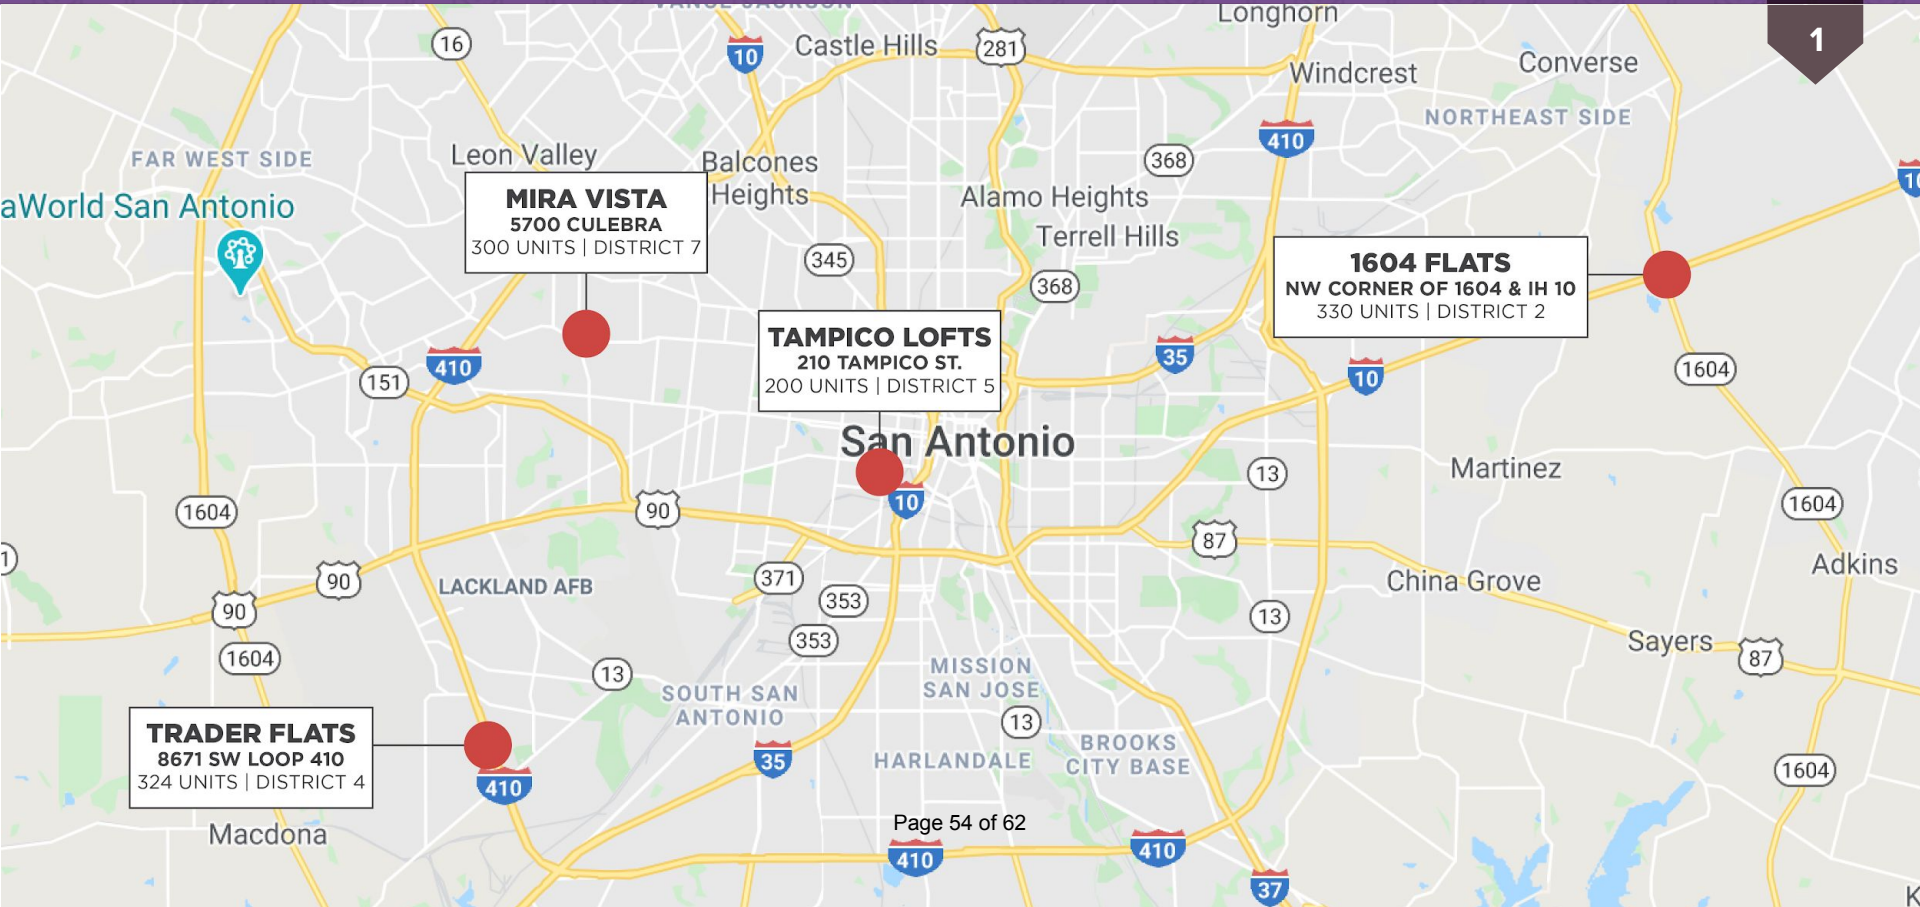 VANCE JACKSON
Longhorn
1
16
10
Castle Hills
281
Windcrest
Converse
NORTHEAST SIDE
410
FAR WEST SIDE
Leon Valley
Balcones
Heights
368
10
aWorld San Antonio
Alamo Heights
Terrell Hills
MIRA VISTA
5700 CULEBRA
300 UNITS | DISTRICT 7
345
368
1604 FLATS
NW CORNER OF 1604 & IH 10
330 UNITS | DISTRICT 2
TAMPICO LOFTS
210 TAMPICO ST.
200 UNITS | DISTRICT 5
410
151
35
10
1604
San Antonio
13
Martinez
1604
90
10
1604
87
1
90
90
LACKLAND AFB
371
353
353
China Grove
Adkins
13
Sayers
87
1604
13
MISSION
SAN JOSE
SOUTH SAN
ANTONIO
13
TRADER FLATS
8671 SW LOOP 410
324 UNITS | DISTRICT 4
410
35
HARLANDALE
BROOKS
CITY BASE
1604
Macdona
Page 54 of 62
410
410
37
K